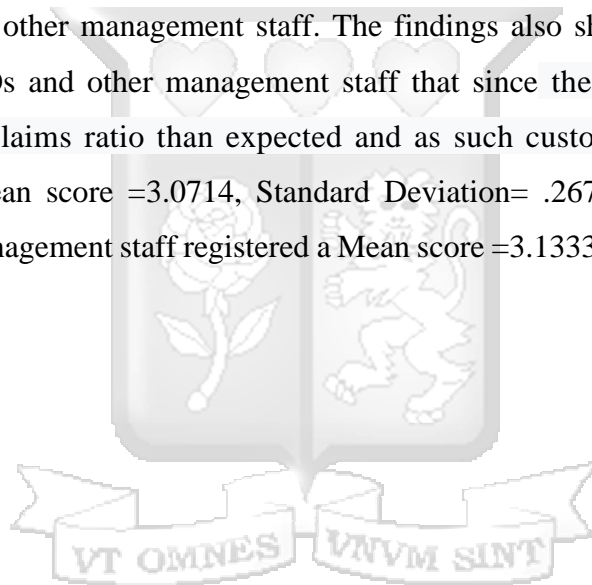 other management staff. The findings also sh
s and other management staff that since the
laims ratio than expected and as such custo
ean score =3.0714, Standard Deviation= .267
nagement staff registered a Mean score =3.1333
VT OMNES VNVM SINT